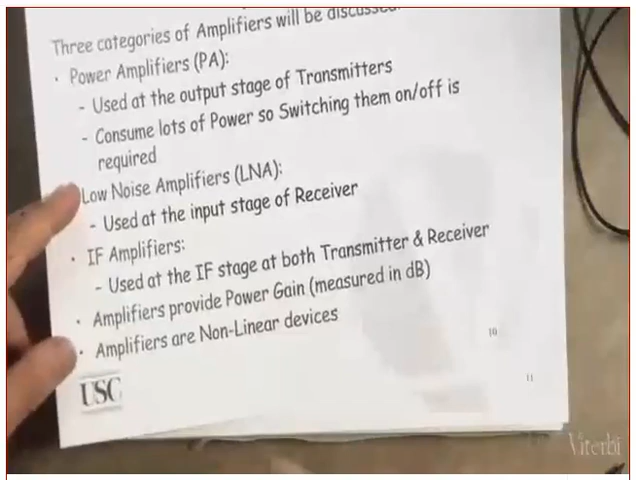 Three categories of Amplifiers will be discussed.
• Power Amplifiers (PA):
- Used at the output stage of Transmitters
- Consume lots of Power so Switching them on/off is
required
Low Noise Amplifiers (LNA):
- Used at the input stage of Receiver
• IF Amplifiers:
- Used at the IF stage at both Transmitter & Receiver
• Amplifiers provide Power Gain (measured in dB)
• Amplifiers are Non-Linear devices
10
USC
11
Viterbi